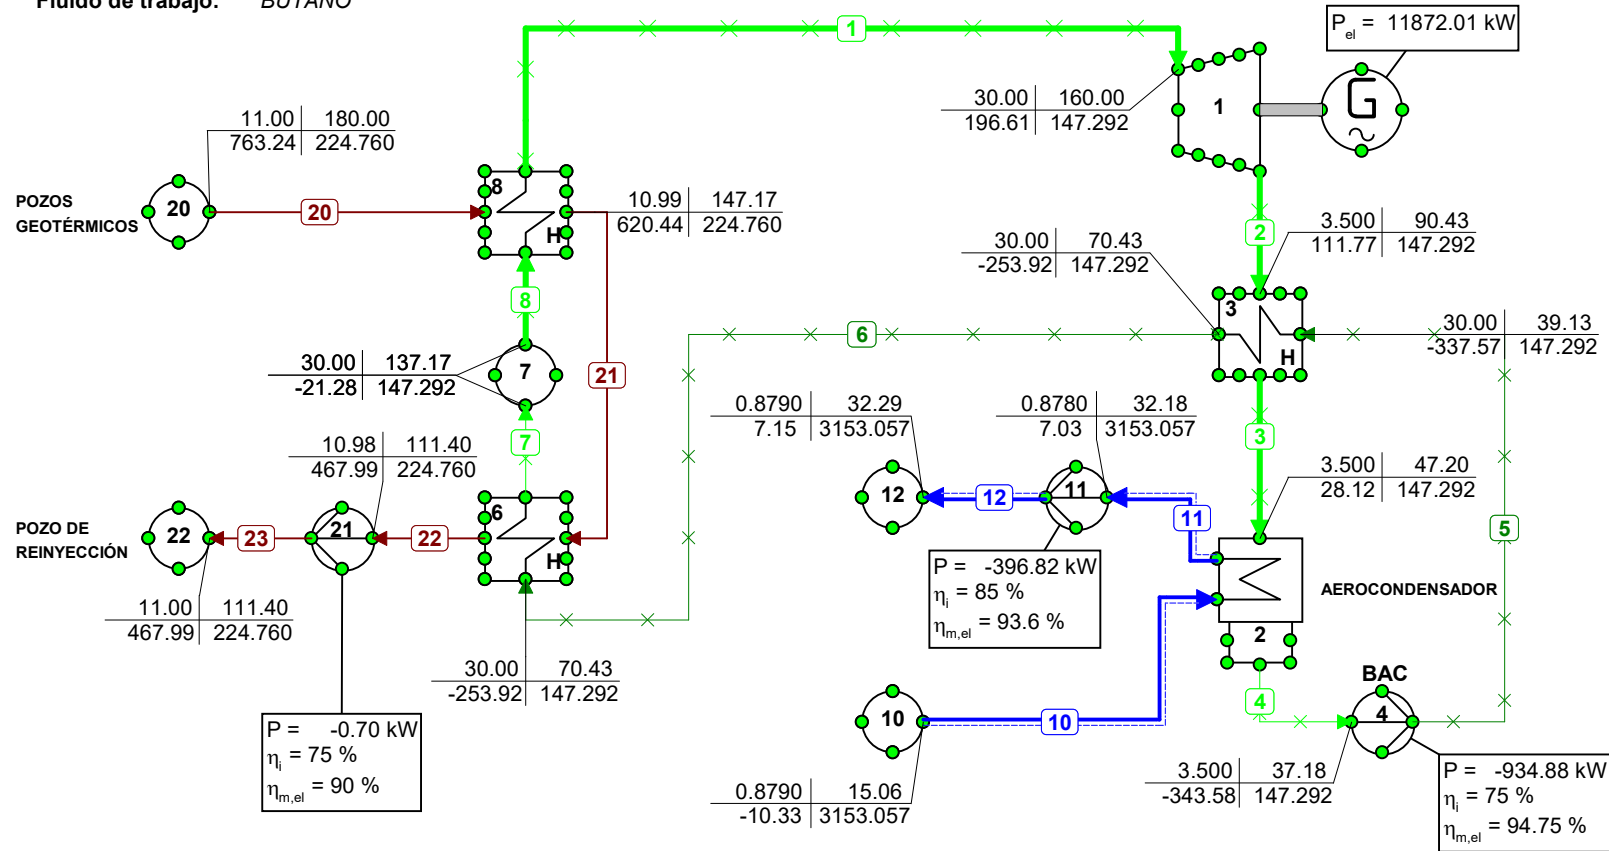 Fluido de trabajo: BUTANO
P el = 11872.01 kW
1
30.00 160.00
196.61 147.292
1
G
11.00 180.00
763.24 224.760
POZOS
GEOTÉRMICOS
20
20
8
H
10.99 147.17
620.44 224.760
2
3.500 90.43
111.77 147.292
30.00 70.43
-253.92 147.292
8
3
H
6
30.00 39.13
-337.57 147.292
30.00 137.17
-21.28 147.292
7
21
0.8790 32.29
7.15 3153.057
0.8780 32.18
7.03 3153.057
7
10.98 111.40
467.99 224.760
3
3.500 47.20
28.12 147.292
12
12
11
11
5
POZO DE
REINYECCIÓN
22
23
21
22
6
H
P = -396.82 kW
ηi = 85 %
ηm,el = 93.6 %
AEROCONDENSADOR
2
11.00 111.40
467.99 224.760
30.00 70.43
-253.92 147.292
10
10
4
BAC
4
P = -0.70 kW
ηi = 75 %
ηm,el = 90 %
0.8790 15.06
-10.33 3153.057
3.500 37.18
-343.58 147.292
P = -934.88 kW
ηi = 75 %
ηm,el = 94.75 %